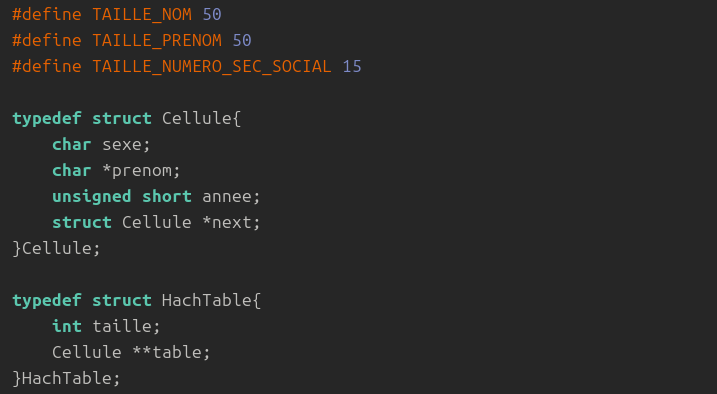 #define TAILLE_NOM 50
#define TAILLE_PRENOM 50
#define TAILLE_NUMERO_SEC_SOCIAL 15
typedef struct Cellule{
    char sexe;
    char *prenom;
    unsigned short annee;
    struct Cellule *next;
}Cellule;
typedef struct HachTable{
    int taille;
    Cellule **table;
}HachTable;